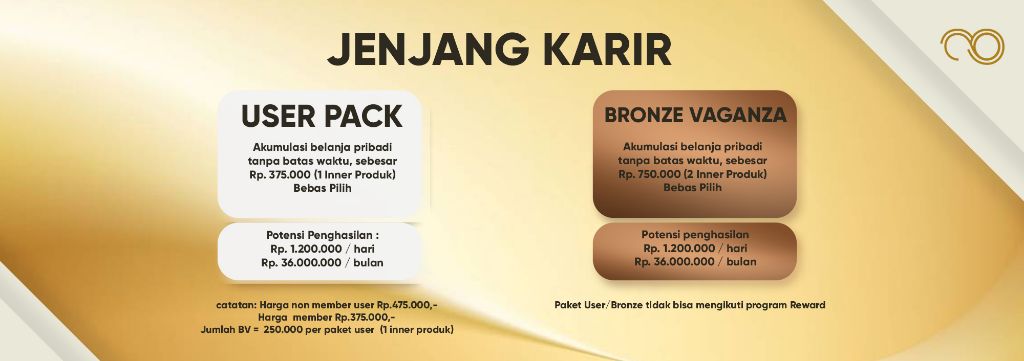 JENJANG KARIR
USER PACK
Akumulasi belanja pribadi
tanpa batas waktu, sebesar
Rp. 375.000 (1 Inner Produk)
Bebas Pilih
Potensi Penghasilan :
Rp. 1.200.000 / hari
Rp. 36.000.000 / bulan
catatan: Harga non member user Rp.475.000,-
Harga member Rp.375.000,-
Jumlah BV = 250.000 per paket user (1 inner produk)
BRONZE VAGANZA
Akumulasi belanja pribadi
tanpa batas waktu, sebesar
Rp. 750.000 (2 Inner Produk)
Bebas Pilih
Potensi penghasilan
Rp. 1.200.000 / hari
Rp. 36.000.000 / bulan
Paket User/Bronze tidak bisa mengikuti program Reward